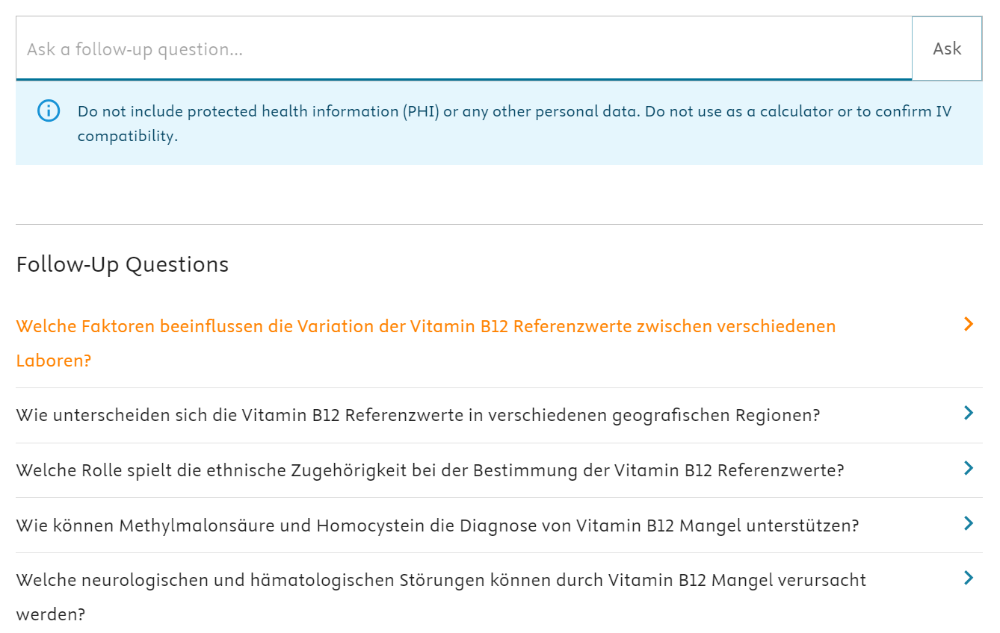 Ask a follow-up question...
Ask
Do not include protected health information (PHI) or any other personal data. Do not use as a calculator or to confirm IV
compatibility.
Follow-Up Questions
Welche Faktoren beeinflussen die Variation der Vitamin B12 Referenzwerte zwischen verschiedenen
Laboren?
Wie unterscheiden sich die Vitamin B12 Referenzwerte in verschiedenen geografischen Regionen?
Welche Rolle spielt die ethnische Zugehörigkeit bei der Bestimmung der Vitamin B12 Referenzwerte?
Wie können Methylmalonsäure und Homocystein die Diagnose von Vitamin B12 Mangel unterstützen?
Welche neurologischen und hämatologischen Störungen können durch Vitamin B12 Mangel verursacht
werden?